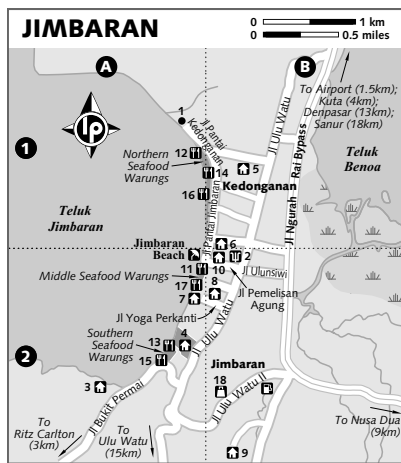 JIMBARAN
0 1 km
0 0.5 miles
A
B
To Airport (1.5km);
Kuta (4km);
Denpasar (13km);
Sanur (18km)
1
Jl Pantai
Kedonganan
Jl Ulu Watu
Jl Ngurah Rai Bypass
Teluk
Benoa
lp
1
12
Northern
Seafood
Warungs
14
5
Kedonganan
16
Jl Pantai Jimbaran
Teluk
Jimbaran
Jimbaran
Beach
6
2
Jl Ulunsiwi
11
10
Middle Seafood Warungs
17
8
7
Jl Pemelisan
Agung
Jl Yoga Perkanti
Jl Ulu Watu
4
Southern
Seafood
Warungs
13
15
2
Jimbaran
3
18
Jl Ulu Watu II
Jl Bukit Permai
To
Ritz Carlton
(3km)
To
Ulu Watu
(15km)
9
To Nusa Dua
(9km)